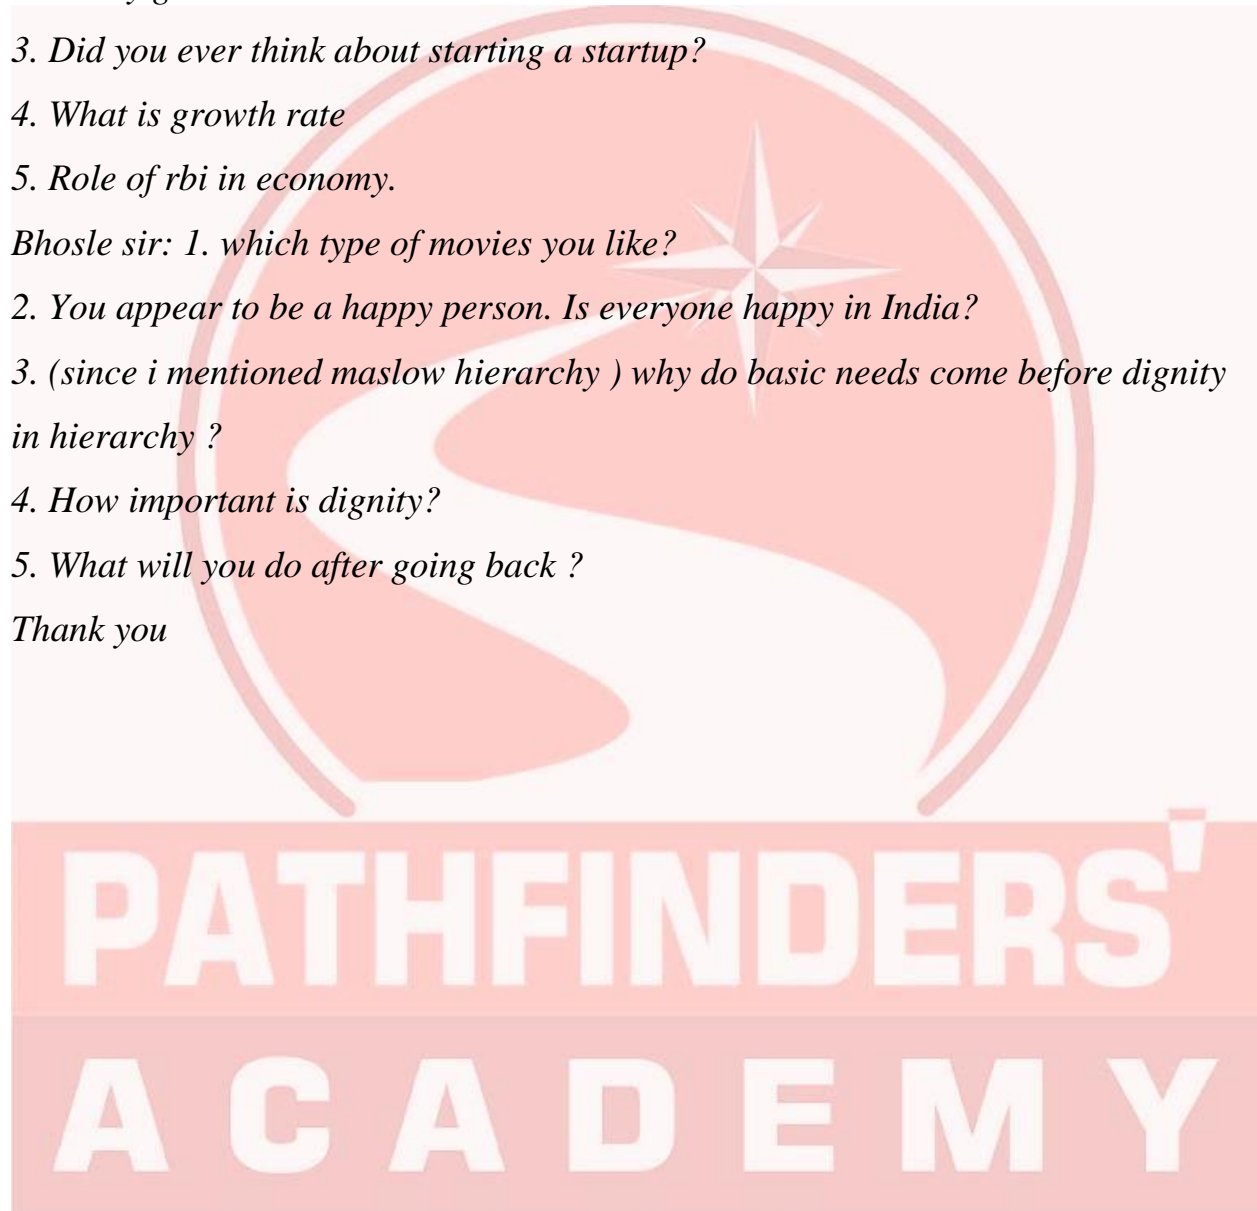 3. Did you ever think about starting a startup?
4. What is growth rate
5. Role of rbi in economy.
Bhosle sir: 1. which type of movies you like?
2. You appear to be a happy person. Is everyone happy in India?
3. (since i mentioned maslow hierarchy ) why do basic needs come before dignity
in hierarchy ?
4. How important is dignity?
5. What will you do after going back ?
Thank you
PATHFINDERS'
ACADEMY